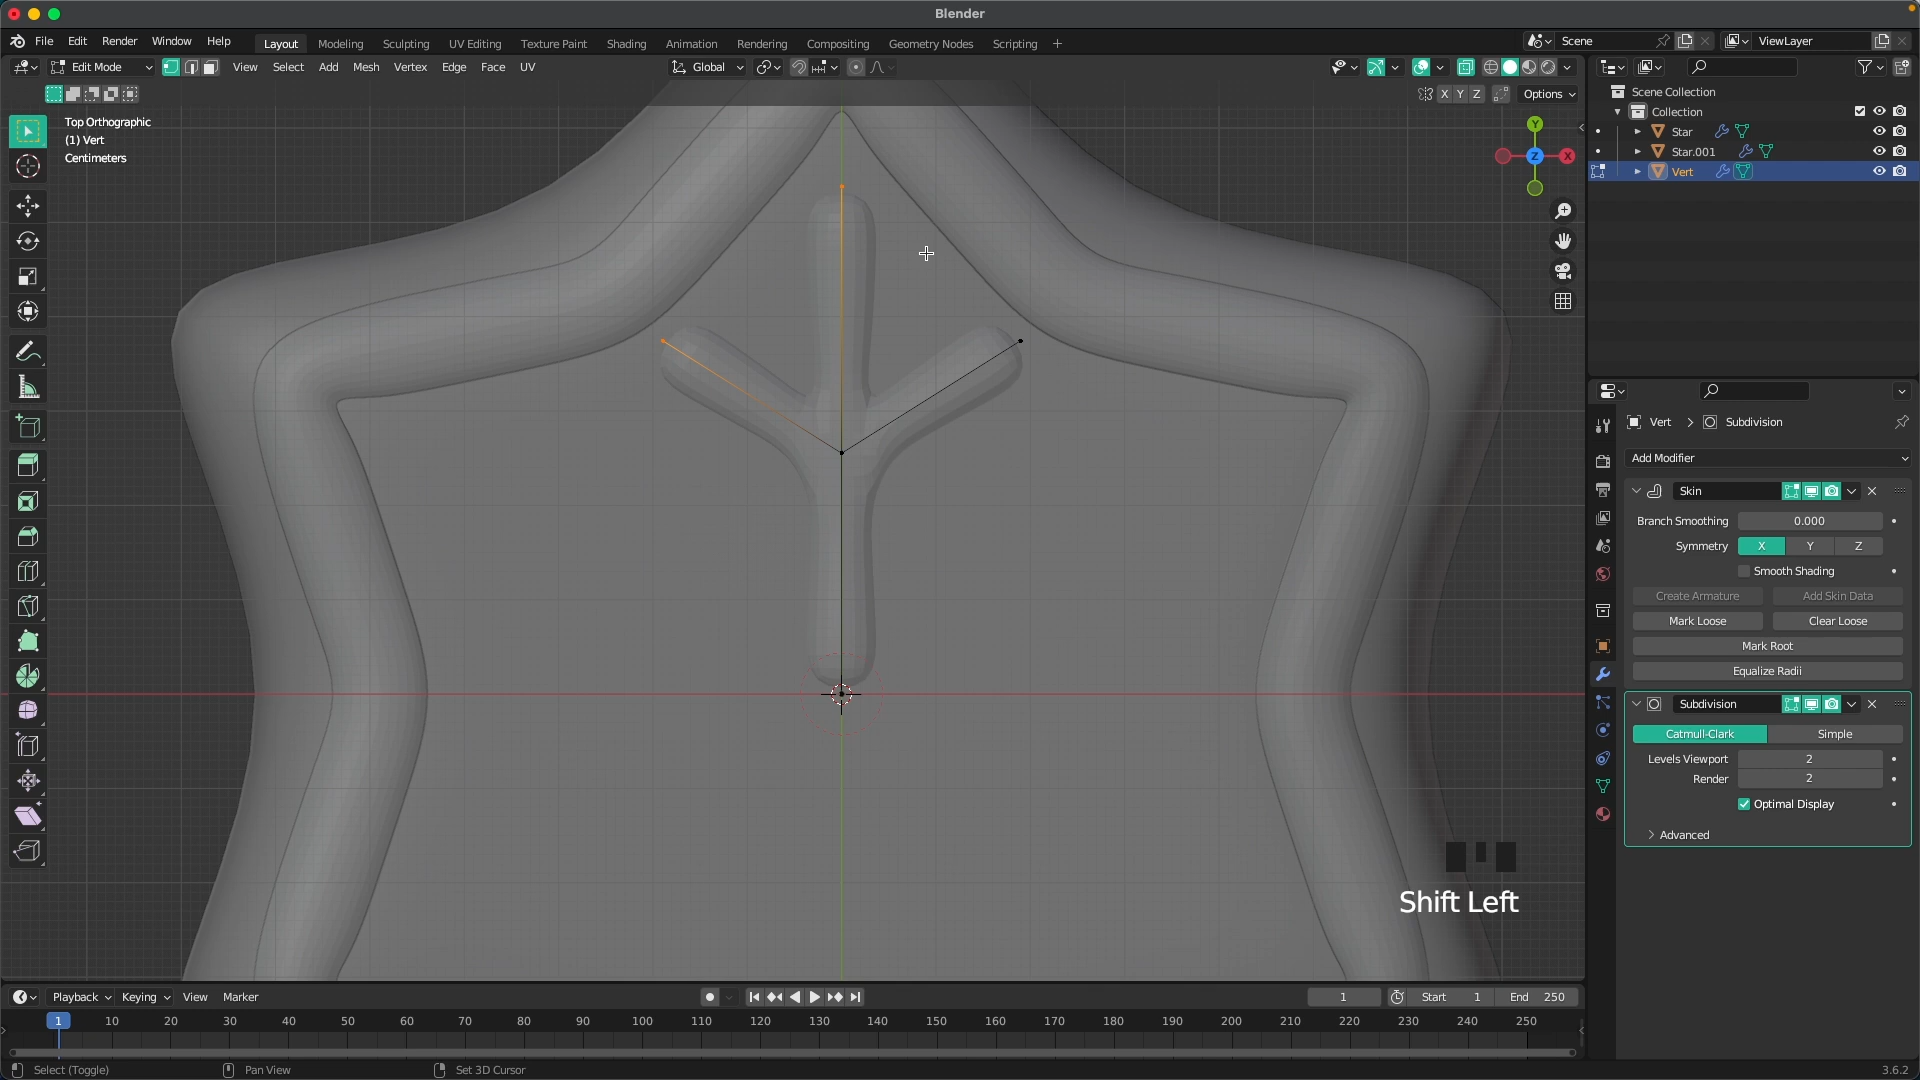 Blender
File Edit Render Window Help Layout Modeling Sculpting UV Editing Texture Paint Shading Animation Rendering Compositing Geometry Nodes Scripting + Scene ViewLayer
Edit Mode View Select Add Mesh Vertex Edge Face UV Global
X Y Z Options
Top Orthographic
(1) Vert
Centimeters
Y
Z X
Scene Collection
Collection
Star
Star.001
Vert
Vert > Subdivision
Add Modifier
Skin
Branch Smoothing 0.000
Symmetry X Y Z
Smooth Shading
Create Armature Add Skin Data
Mark Loose Clear Loose
Mark Root
Equalize Radii
Subdivision
Catmull-Clark Simple
Levels Viewport 2
Render 2
Optimal Display
Advanced
Shift Left
Playback Keying View Marker 1 Start 1 End 250
1 10 20 30 40 50 60 70 80 90 100 110 120 130 140 150 160 170 180 190 200 210 220 230 240 250
Select (Toggle) Pan View Set 3D Cursor 3.6.2